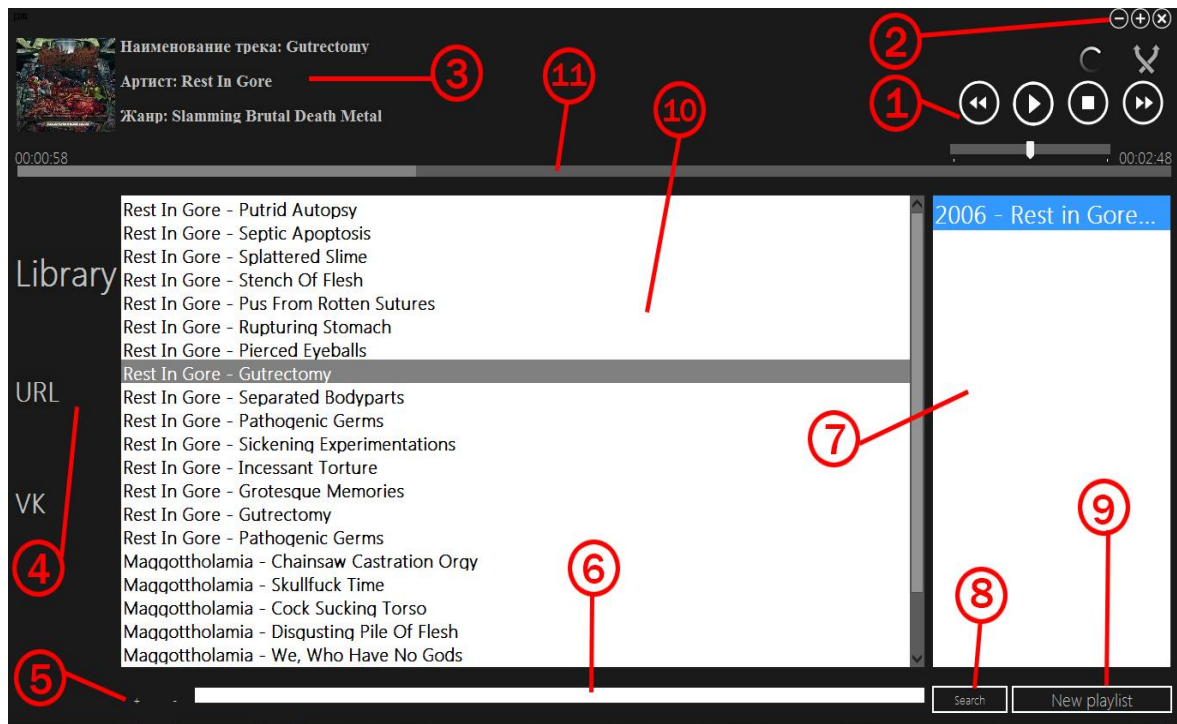 Наименование трека: Gutrectomy
Артист: Rest In Gore
Жанр: Slamming Brutal Death Metal
2
3
11
10
1
00:00:58
00:02:48
Library
URL
VK
4
5
Rest In Gore - Putrid Autopsy
Rest In Gore - Septic Apoptosis
Rest In Gore - Splattered Slime
Rest In Gore - Stench Of Flesh
Rest In Gore - Pus From Rotten Sutures
Rest In Gore - Rupturing Stomach
Rest In Gore - Pierced Eyeballs
Rest In Gore - Gutrectomy
Rest In Gore - Separated Bodyparts
Rest In Gore - Pathogenic Germs
Rest In Gore - Sickening Experimentations
Rest In Gore - Incessant Torture
Rest In Gore - Grotesque Memories
Rest In Gore - Gutrectomy
Rest In Gore - Pathogenic Germs
Maggottholamia - Chainsaw Castration Orgy
Maggottholamia - Skullfuck Time
Maggottholamia - Cock Sucking Torso
Maggottholamia - Disgusting Pile Of Flesh
Maggottholamia - We, Who Have No Gods
6
2006 - Rest in Gore...
7
9
8
+ -
Search
New playlist